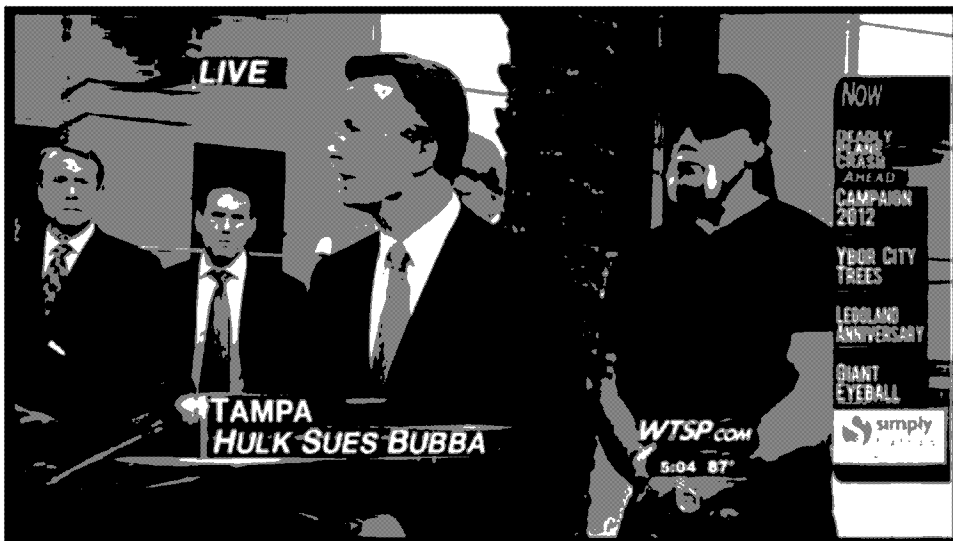 LIVE
NOW
DEADLY
PLANE
CRASH
AHEAD
CAMPAIGN
2012
YBOR CITY
TREES
LEGOLAND
ANNIVERSARY
GIANT
EYEBALL
simply
TAMPA
HULK SUES BUBBA
WTSP.COM
5:04 87°